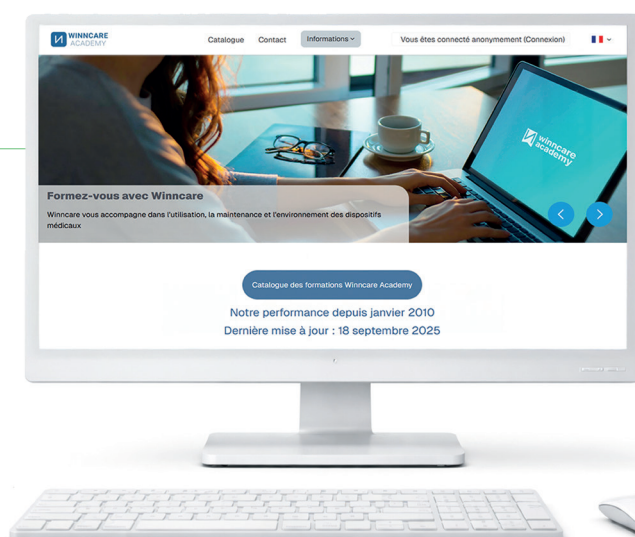 WINNCARE
ACADEMY
Catalogue
Contact
Informations
Vous êtes connecté anonymement (Connexion)
winncare
academy
Formez-vous avec Winncare
Winncare vous accompagne dans l'utilisation, la maintenance et l'environnement des dispositifs
médicaux
Catalogue des formations Winncare Academy
Notre performance depuis janvier 2010
Dernière mise à jour : 18 septembre 2025